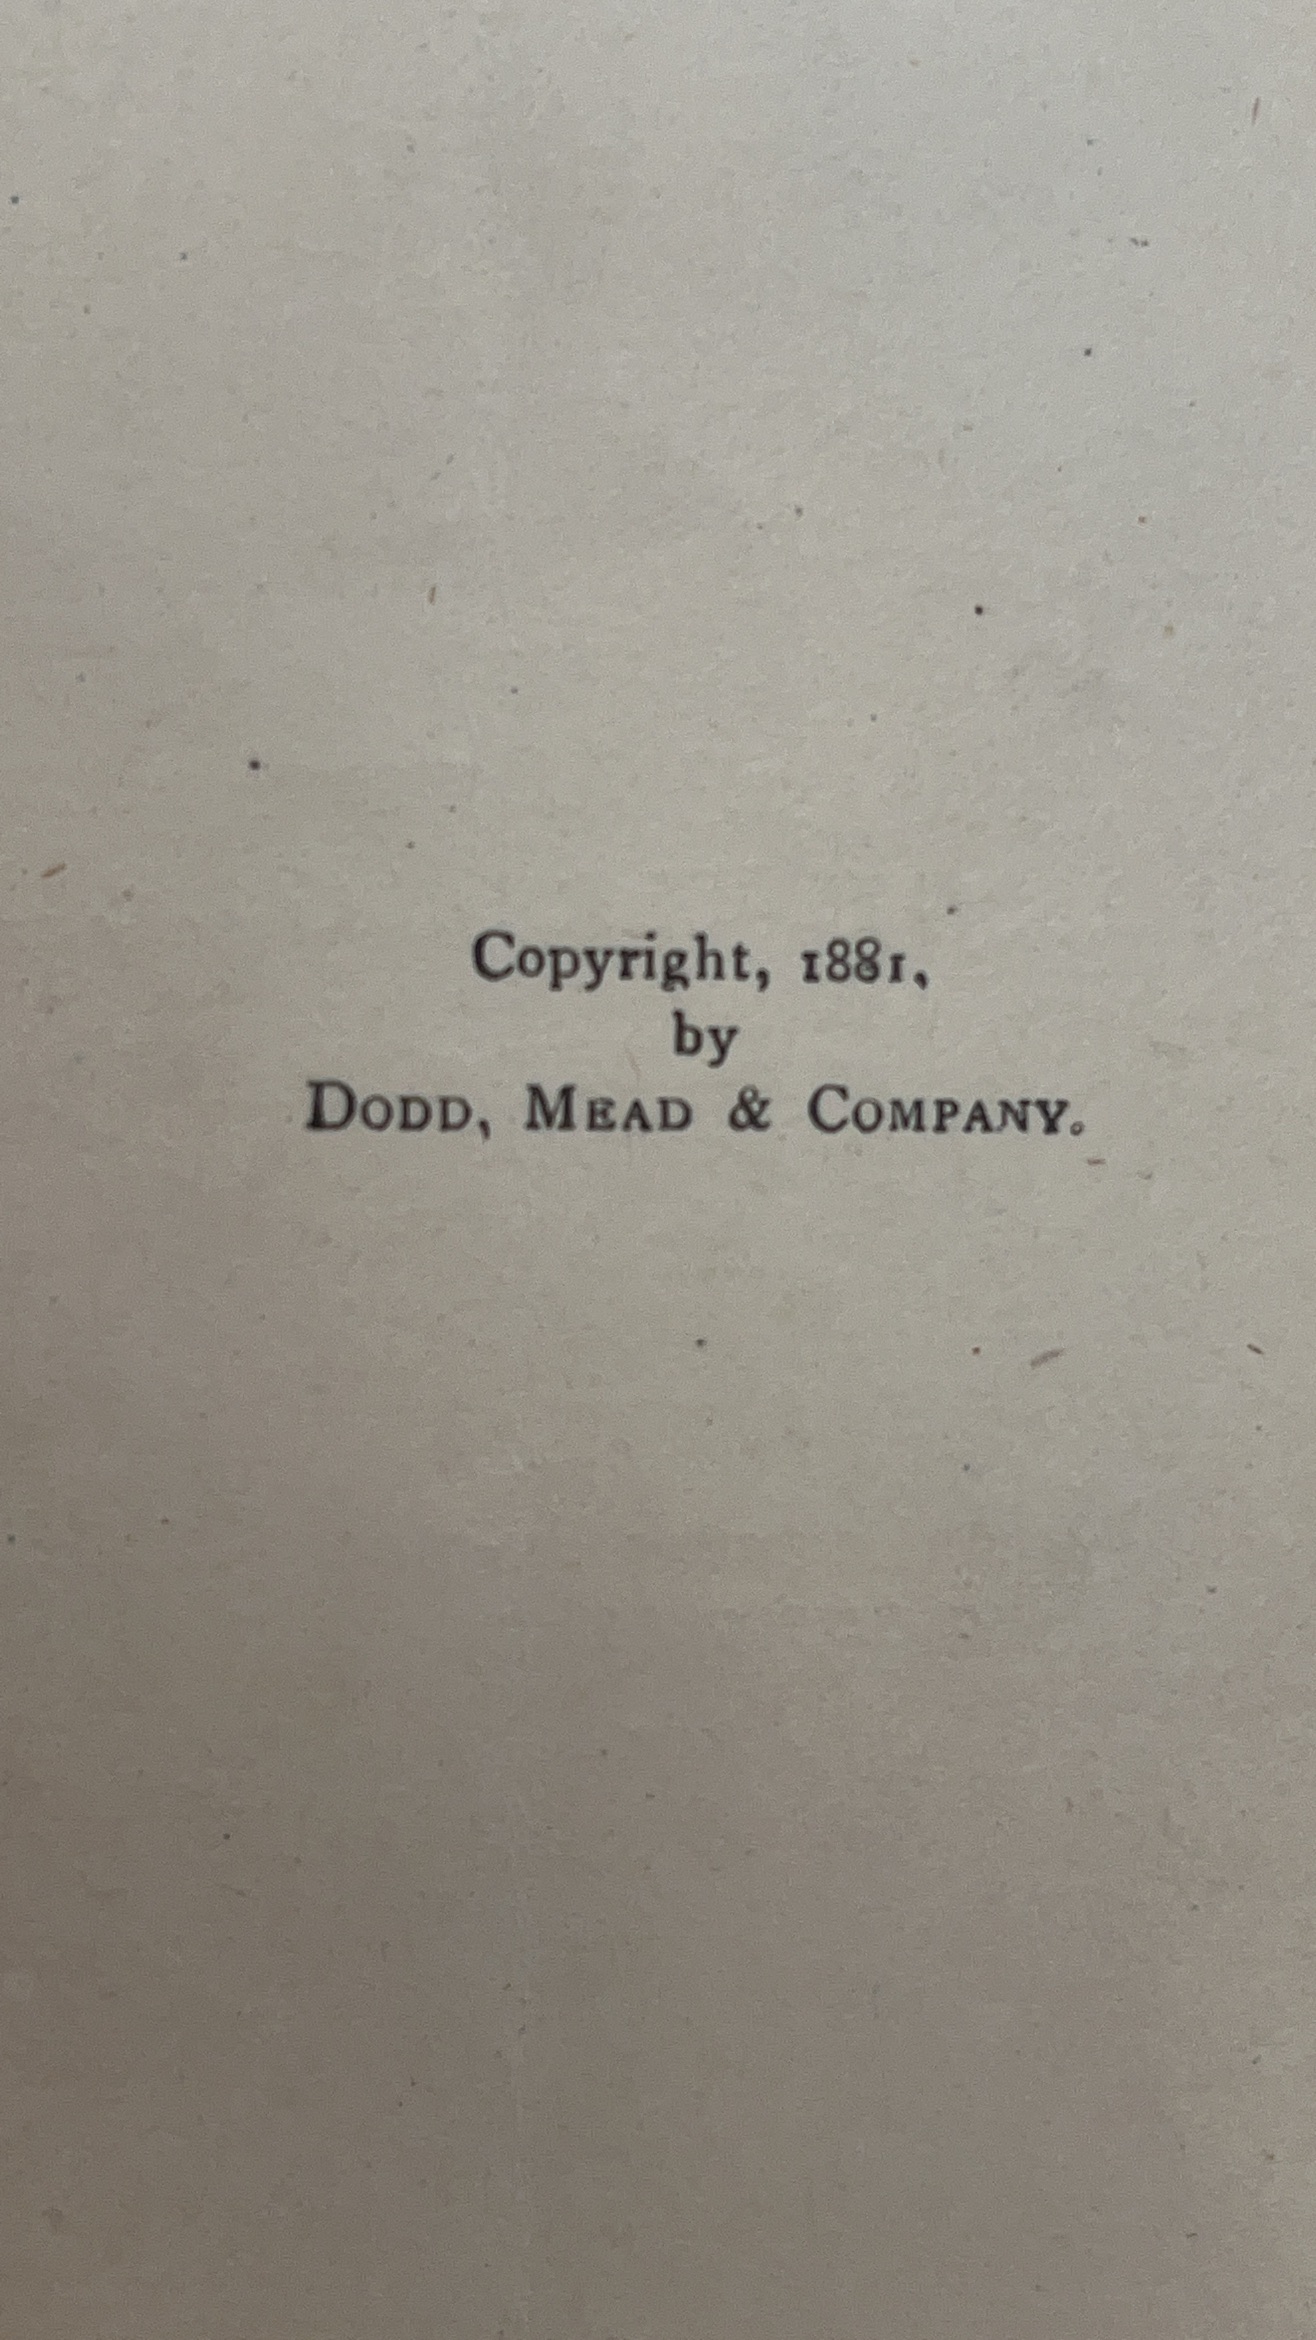 Copyright, 1881,
by
DODD, MEAD & COMPANY.